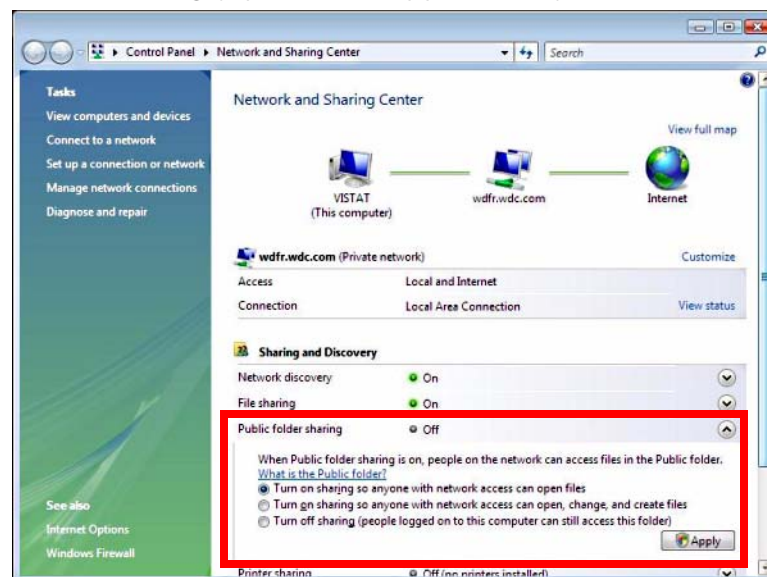 Control Panel ▸ Network and Sharing Center
Search
Tasks
View computers and devices
Connect to a network
Set up a connection or network
Manage network connections
Diagnose and repair
See also
Internet Options
Windows Firewall
Network and Sharing Center
View full map
VISTAT
(This computer)
wdfr.wdc.com
Internet
wdfr.wdc.com (Private network)
Customize
Access Local and Internet
Connection Local Area Connection View status
Sharing and Discovery
Network discovery On
File sharing On
Public folder sharing Off
When Public folder sharing is on, people on the network can access files in the Public folder.
What is the Public folder?
Turn on sharing so anyone with network access can open files
Turn on sharing so anyone with network access can open, change, and create files
Turn off sharing (people logged on to this computer can still access this folder)
Apply
Printer sharing Off (no printers installed)